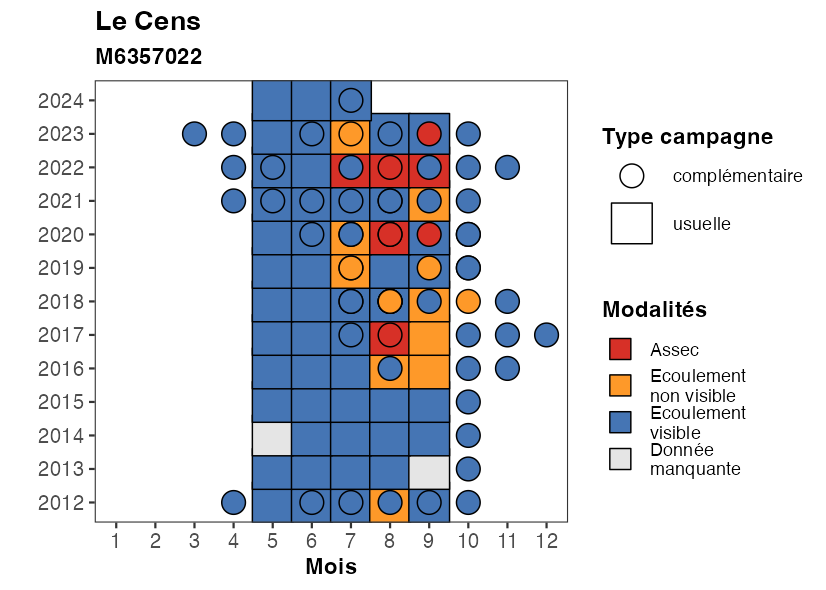 Le Cens
M6357022
2024
2023
2022
2021
2020
2019
2018
2017
2016
2015
2014
2013
2012
1 2 3 4 5 6 7 8 9 10 11 12
Mois
Type campagne
complémentaire
usuelle
Modalités
Assec
Ecoulement
non visible
Ecoulement
visible
Donnée
manquante